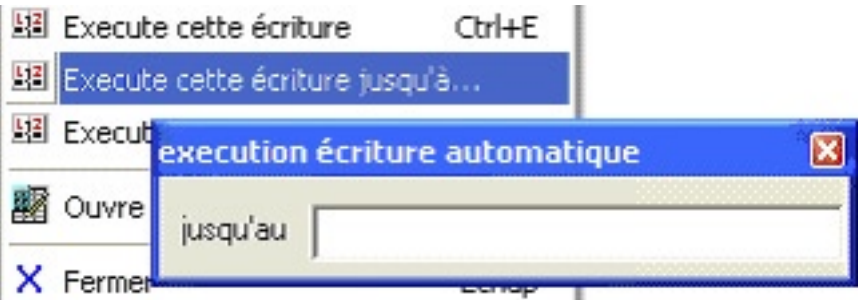 Execute cette écriture Ctrl+E
Execute cette écriture jusqu'à...
Execut
execution écriture automatique
Ouvre
jusqu'au
Fermer